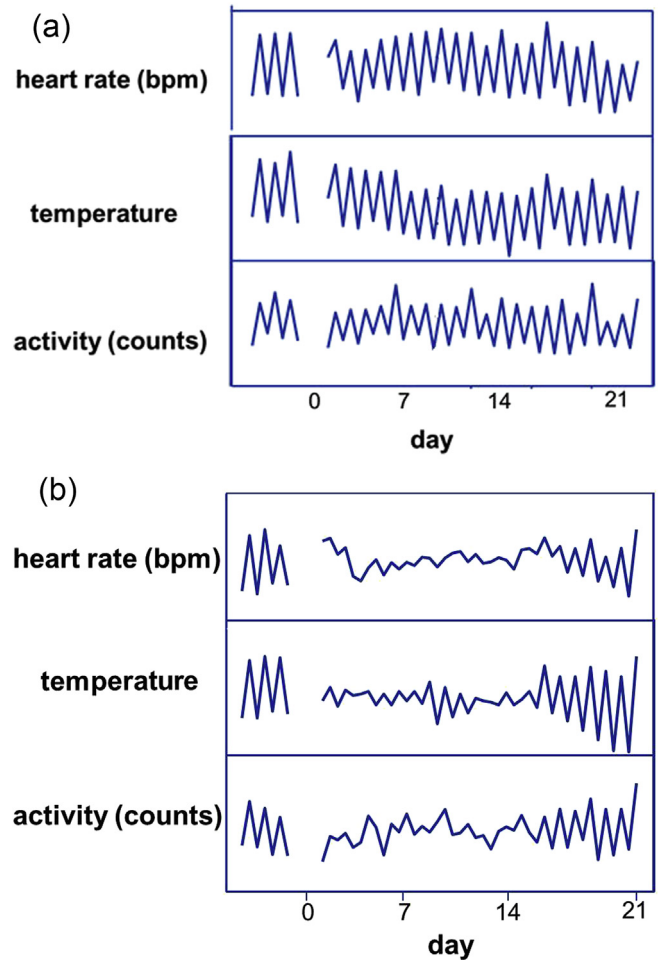 (a)
heart rate (bpm)
temperature
activity (counts)
0 7 14 21
day
(b)
heart rate (bpm)
temperature
activity (counts)
0 7 14 21
day